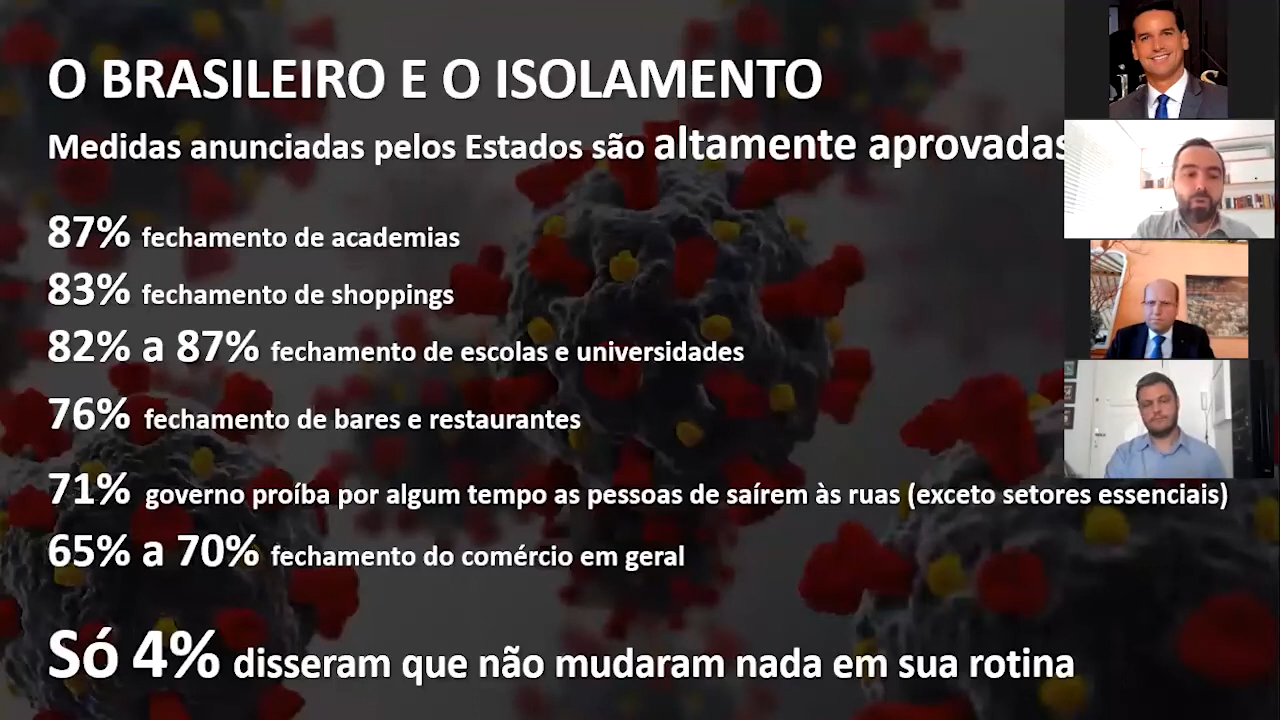 O BRASILEIRO E O ISOLAMENTO
Medidas anunciadas pelos Estados são altamente aprovadas
87% fechamento de academias
83% fechamento de shoppings
82% a 87% fechamento de escolas e universidades
76% fechamento de bares e restaurantes
71% governo proíba por algum tempo as pessoas de saírem às ruas (exceto setores essenciais)
65% a 70% fechamento do comércio em geral
Só 4% disseram que não mudaram nada em sua rotina